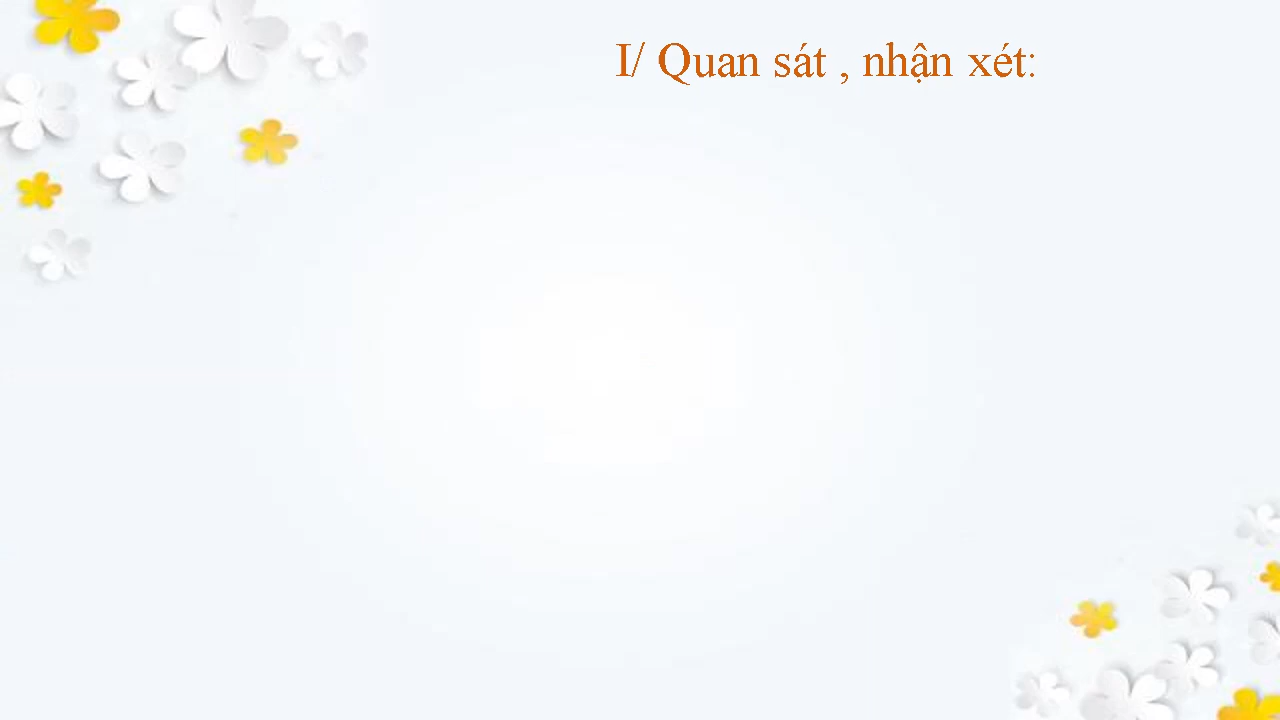 I/ Quan sát , nhận xét: